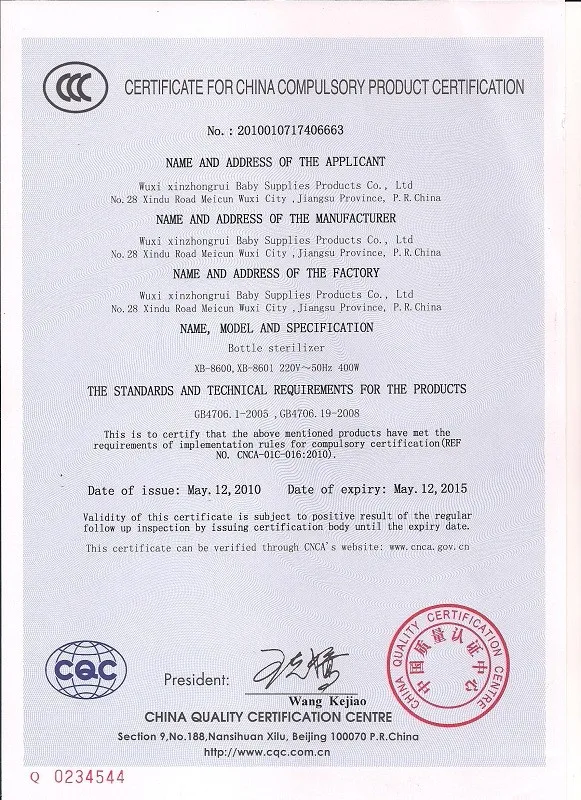 CCC
CERTIFICATE FOR CHINA COMPULSORY PRODUCT CERTIFICATION
No. : 2010010717406663
NAME AND ADDRESS OF THE APPLICANT
Wuxi xinzhongrui Baby Supplies Products Co., Ltd
No.28 Xindu Road Meicun Wuxi City ,Jiangsu Province, P.R.China
NAME AND ADDRESS OF THE MANUFACTURER
Wuxi xinzhongrui Baby Supplies Products Co., Ltd
No.28 Xindu Road Meicun Wuxi City ,Jiangsu Province, P.R.China
NAME AND ADDRESS OF THE FACTORY
Wuxi xinzhongrui Baby Supplies Products Co., Ltd
No.28 Xindu Road Meicun Wuxi City ,Jiangsu Province, P.R.China
NAME, MODEL AND SPECIFICATION
Bottle sterilizer
XB-8600,XB-8601 220V～50Hz 400W
THE STANDARDS AND TECHNICAL REQUIREMENTS FOR THE PRODUCTS
GB4706.1-2005 ,GB4706.19-2008
This is to certify that the above mentioned products have met the
requirements of implementation rules for compulsory certification(REF
NO. CNCA-01C-016:2010).
Date of issue: May.12,2010 Date of expiry: May.12,2015
Validity of this certificate is subject to positive result of the regular
follow up inspection by issuing certification body until the expiry date.
This certificate can be verified through CNCA's website: www.cnca.gov.cn
CQC
President:
Wang Kejiao
CHINA QUALITY CERTIFICATION CENTRE
中国质量认证中心
CHINA QUALITY CERTIFICATION CENTRE
Section 9,No.188,Nansihuan Xilu, Beijing 100070 P.R.China
http://www.cqc.com.cn
Q 0234544